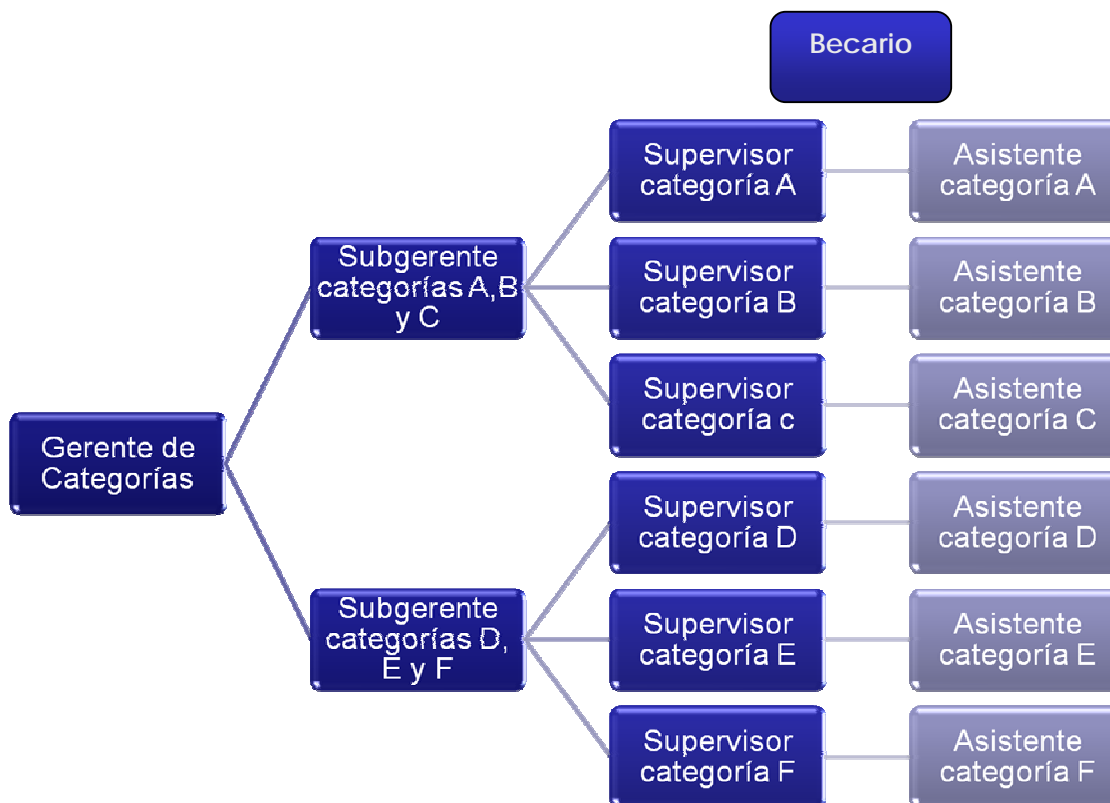 Becario
Supervisor
categoría A
Asistente
categoría A
Subgerente
categorías A,B
y C
Supervisor
categoría B
Asistente
categoría B
Supervisor
categoría c
Asistente
categoría C
Gerente de
Categorías
Supervisor
categoría D
Asistente
categoría D
Subgerente
categorías D,
E y F
Supervisor
categoría E
Asistente
categoría E
Supervisor
categoría F
Asistente
categoría F